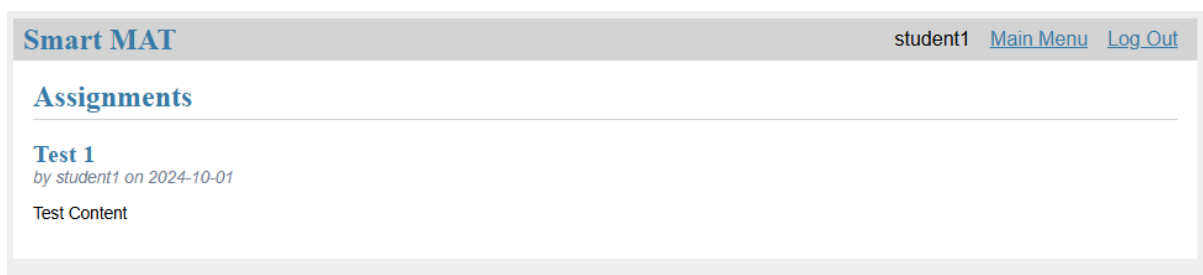 Smart MAT
student1 Main Menu Log Out
Assignments
Test 1
by student1 on 2024-10-01
Test Content